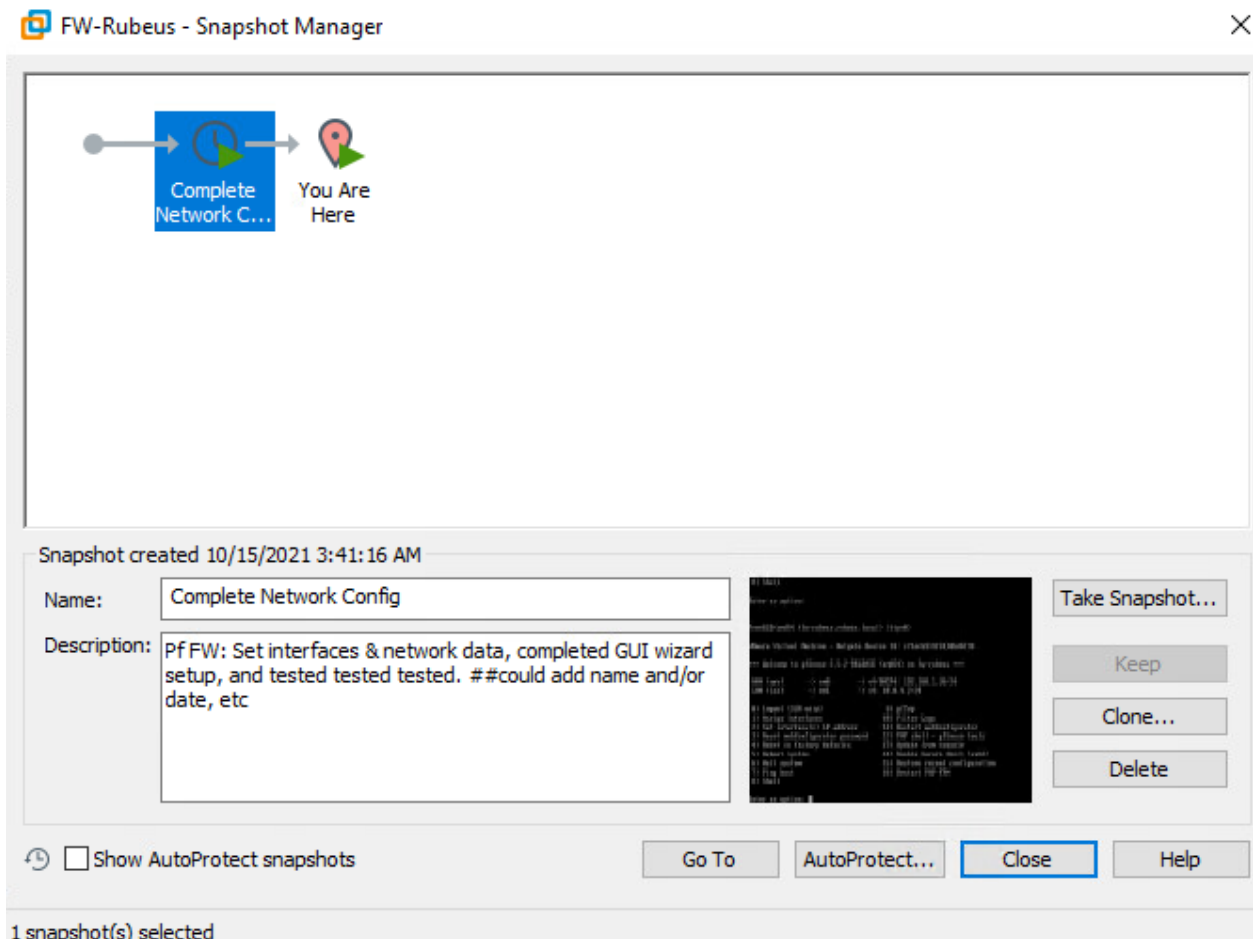 FW-Rubeus - Snapshot Manager
Complete
Network C...
You Are
Here
Snapshot created 10/15/2021 3:41:16 AM
Name:
Complete Network Config
Description:
Pf FW: Set interfaces & network data, completed GUI wizard
setup, and tested tested tested. ##could add name and/or
date, etc
Take Snapshot...
Keep
Clone...
Delete
Show AutoProtect snapshots
Go To
AutoProtect...
Close
Help
1 snapshot(s) selected